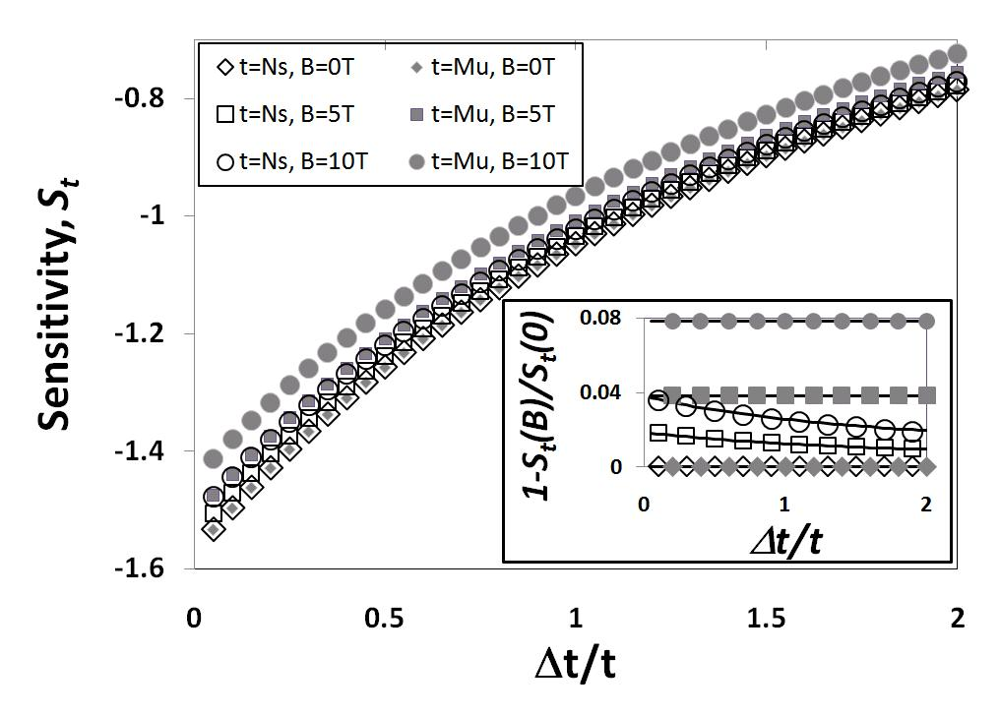 t=Ns, B=0T t=Mu, B=0T
t=Ns, B=5T t=Mu, B=5T
t=Ns, B=10T t=Mu, B=10T
Sensitivity, St
-0.8
-1
-1.2
-1.4
-1.6
0 0.5 1 1.5 2
Δt/t
1-St(B)/St(0)
0.08
0.04
0
0 1 2
Δt/t